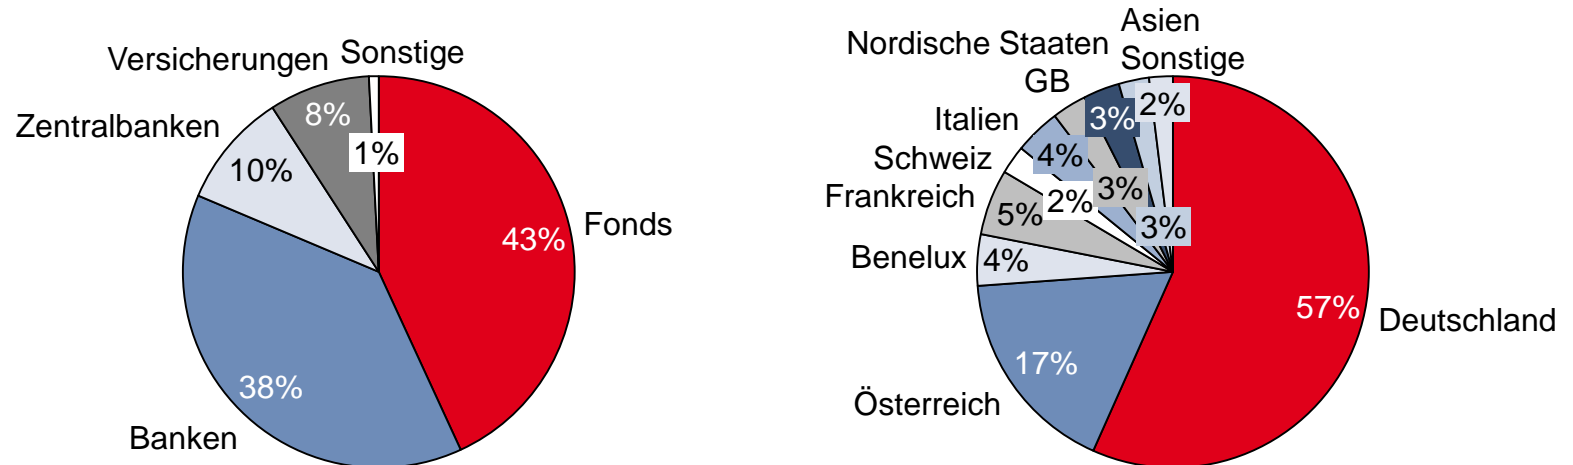 Versicherungen
Sonstige
Zentralbanken
8%
1%
10%
43%
Fonds
38%
Banken
Asien
Nordische Staaten
Sonstige
GB
2%
3%
Italien
4%
Schweiz
3%
2%
Frankreich
5%
3%
Benelux
4%
57%
Deutschland
17%
Österreich